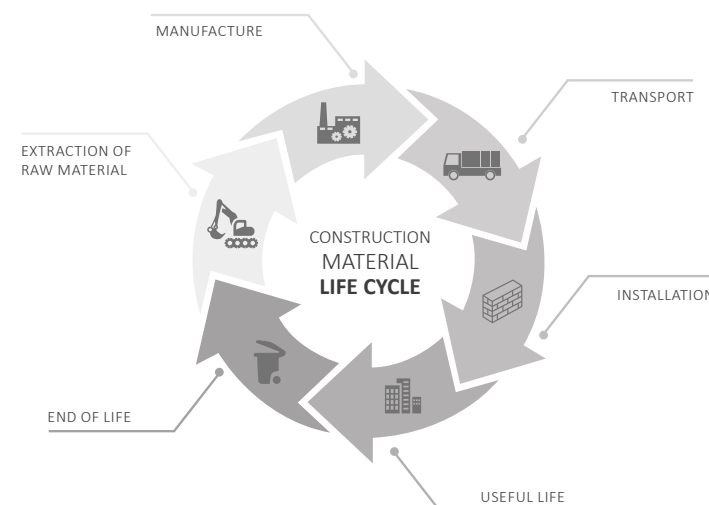 MANUFACTURE
TRANSPORT
EXTRACTION OF
RAW MATERIAL
CONSTRUCTION
MATERIAL
LIFE CYCLE
INSTALLATION
END OF LIFE
USEFUL LIFE